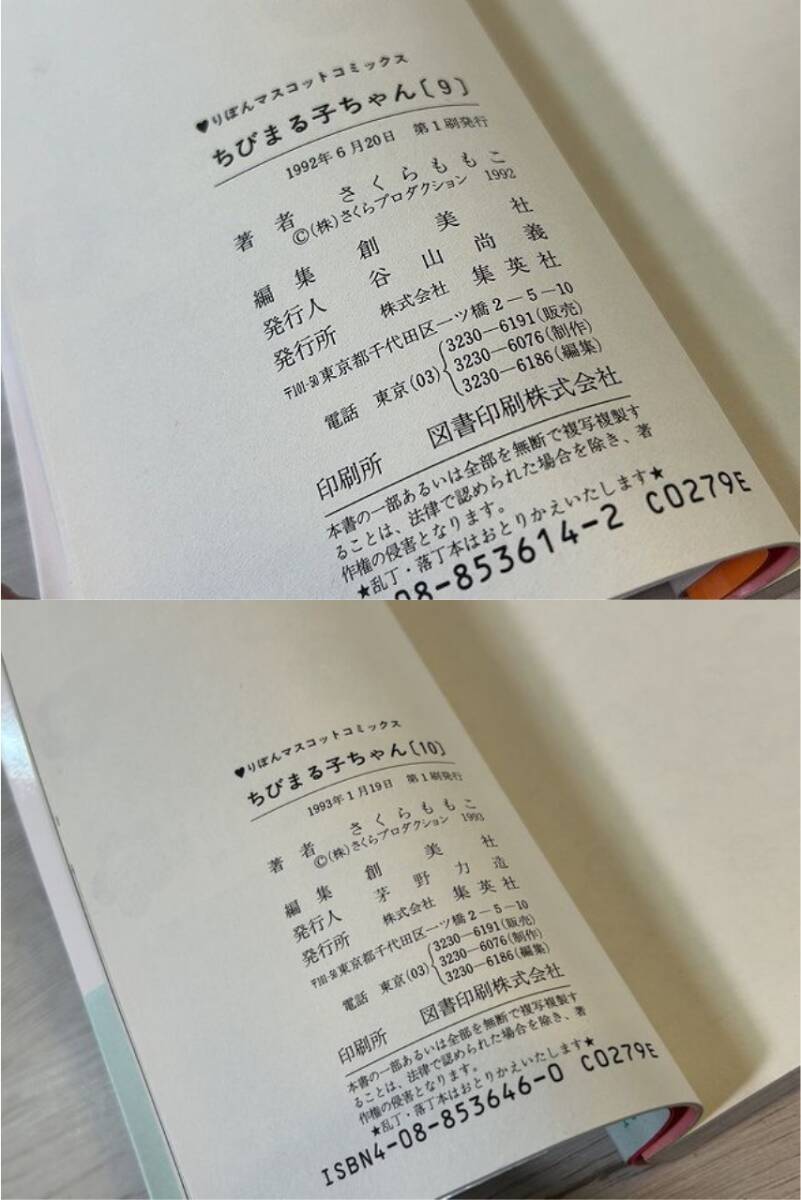 ♥りぼんマスコットコミックス
ちびまる子ちゃん〔9〕
1992年6月20日 第1刷発行
著者 さくらももこ
©(株)さくらプロダクション 1992
編集 創美社
発行人 谷山尚義
発行所 株式会社 集英社
〒101-50 東京都千代田区一ツ橋2―5―10
電話 東京(03) 3230―6191(販売)
3230―6076(制作)
3230―6186(編集)
印刷所 図書印刷株式会社
本書の一部あるいは全部を無断で複写複製す
ることは、法律で認められた場合を除き、著
作権の侵害となります。
★乱丁・落丁本はおとりかえいたします★
08-853614-2 C0279E
♥りぼんマスコットコミックス
ちびまる子ちゃん〔10〕
1993年1月19日 第1刷発行
著者 さくらももこ
©(株)さくらプロダクション 1993
編集 創美社
発行人 茅野力造
発行所 株式会社 集英社
〒101-50 東京都千代田区一ツ橋2―5―10
電話 東京(03) 3230―6191(販売)
3230―6076(制作)
3230―6186(編集)
印刷所 図書印刷株式会社
本書の一部あるいは全部を無断で複写複製す
ることは、法律で認められた場合を除き、著
作権の侵害となります。
★乱丁・落丁本はおとりかえいたします★
ISBN4-08-853646-0 C0279E